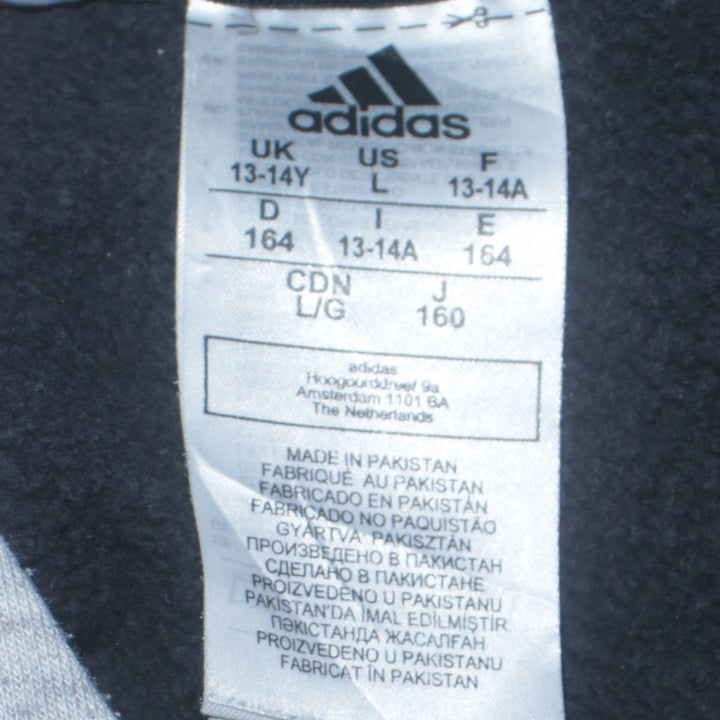 adidas
UK US F
13-14Y L 13-14A
D I E
164 13-14A 164
CDN J
L/G 160
adidas
Hoogoorddreef 9a
Amsterdam 1101 BA
The Netherlands
MADE IN PAKISTAN
FABRIQUÉ AU PAKISTAN
FABRICADO EN PAKISTÁN
FABRICADO NO PAQUISTÃO
GYÁRTVA: PAKISZTÁN
ПРОИЗВЕДЕНО В ПАКИСТАН
СДЕЛАНО В ПАКИСТАНЕ
PROIZVEDENO U PAKISTANU
PAKİSTAN'DA İMAL EDİLMİŞTİR
ПӘКІСТАНДА ЖАСАЛҒАН
PROIZVEDENO U PAKISTANU
FABRICAT ÎN PAKISTAN